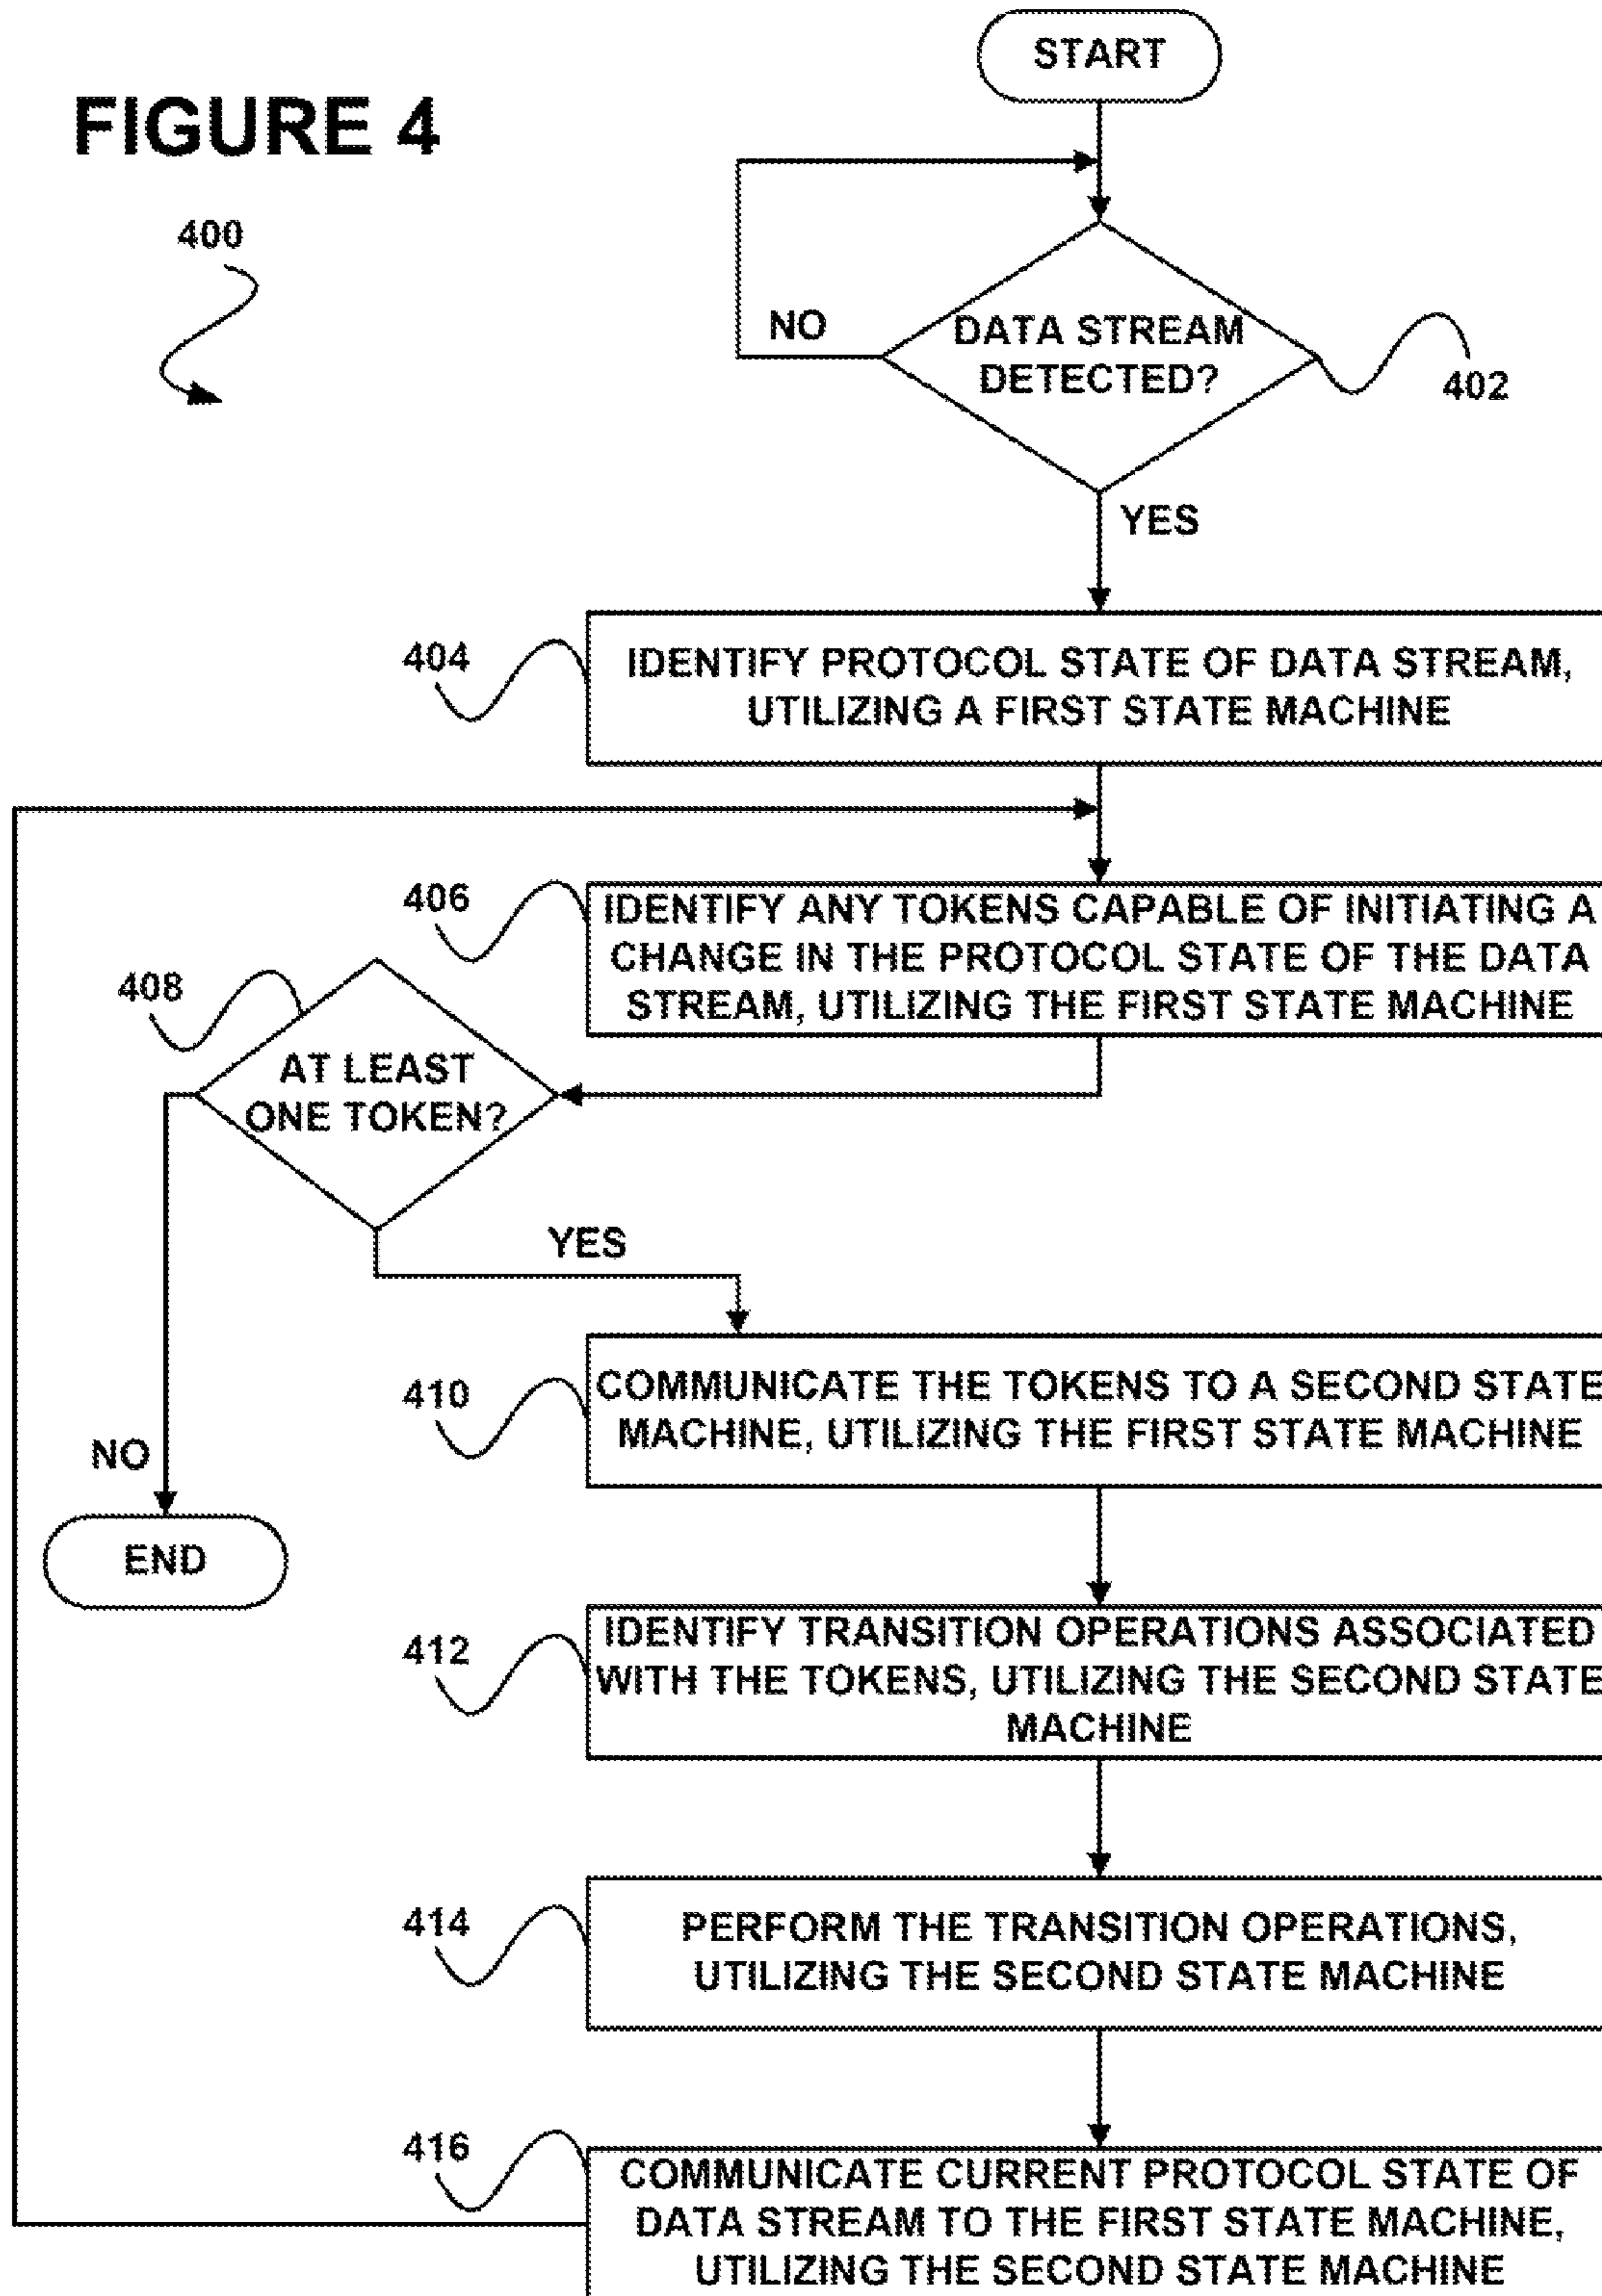 FIGURE 4
400
START
NO
DATA STREAM
DETECTED?
402
YES
404
IDENTIFY PROTOCOL STATE OF DATA STREAM,
UTILIZING A FIRST STATE MACHINE
406
IDENTIFY ANY TOKENS CAPABLE OF INITIATING A
CHANGE IN THE PROTOCOL STATE OF THE DATA
STREAM, UTILIZING THE FIRST STATE MACHINE
408
AT LEAST
ONE TOKEN?
YES
NO
END
410
COMMUNICATE THE TOKENS TO A SECOND STATE
MACHINE, UTILIZING THE FIRST STATE MACHINE
412
IDENTIFY TRANSITION OPERATIONS ASSOCIATED
WITH THE TOKENS, UTILIZING THE SECOND STATE
MACHINE
414
PERFORM THE TRANSITION OPERATIONS,
UTILIZING THE SECOND STATE MACHINE
416
COMMUNICATE CURRENT PROTOCOL STATE OF
DATA STREAM TO THE FIRST STATE MACHINE,
UTILIZING THE SECOND STATE MACHINE